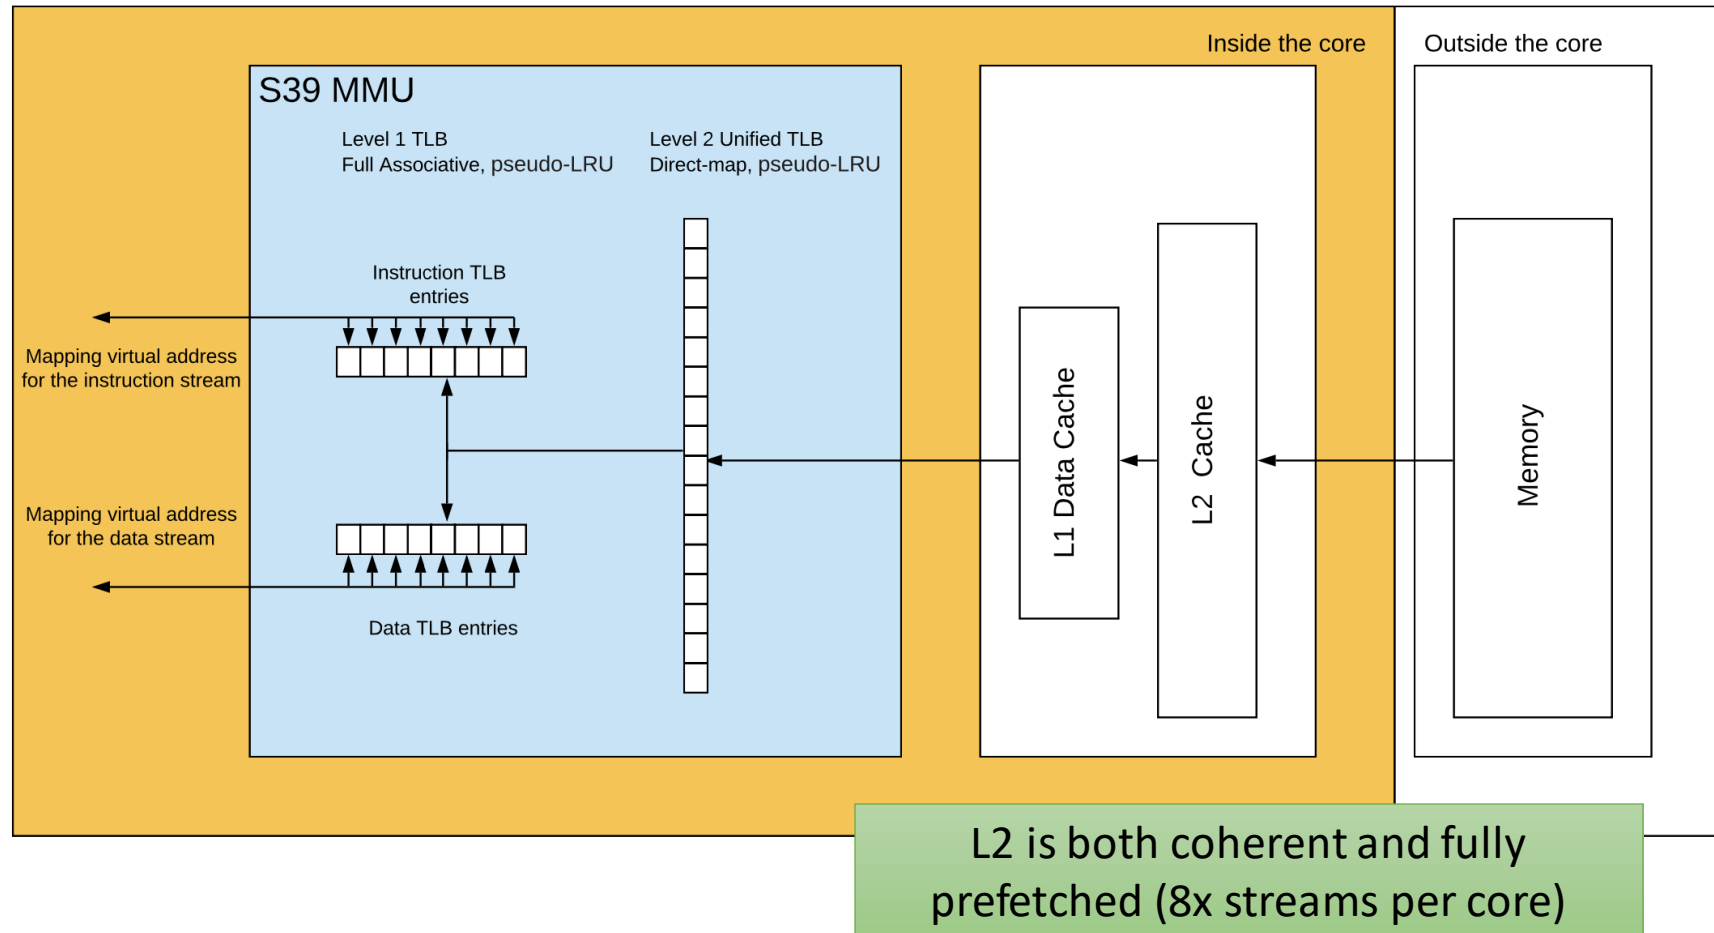 Inside the core
Outside the core
S39 MMU
Level 1 TLB
Full Associative, pseudo-LRU
Level 2 Unified TLB
Direct-map, pseudo-LRU
Instruction TLB
entries
Mapping virtual address
for the instruction stream
Mapping virtual address
for the data stream
Data TLB entries
L1 Data Cache
L2 Cache
Memory
L2 is both coherent and fully
prefetched (8x streams per core)